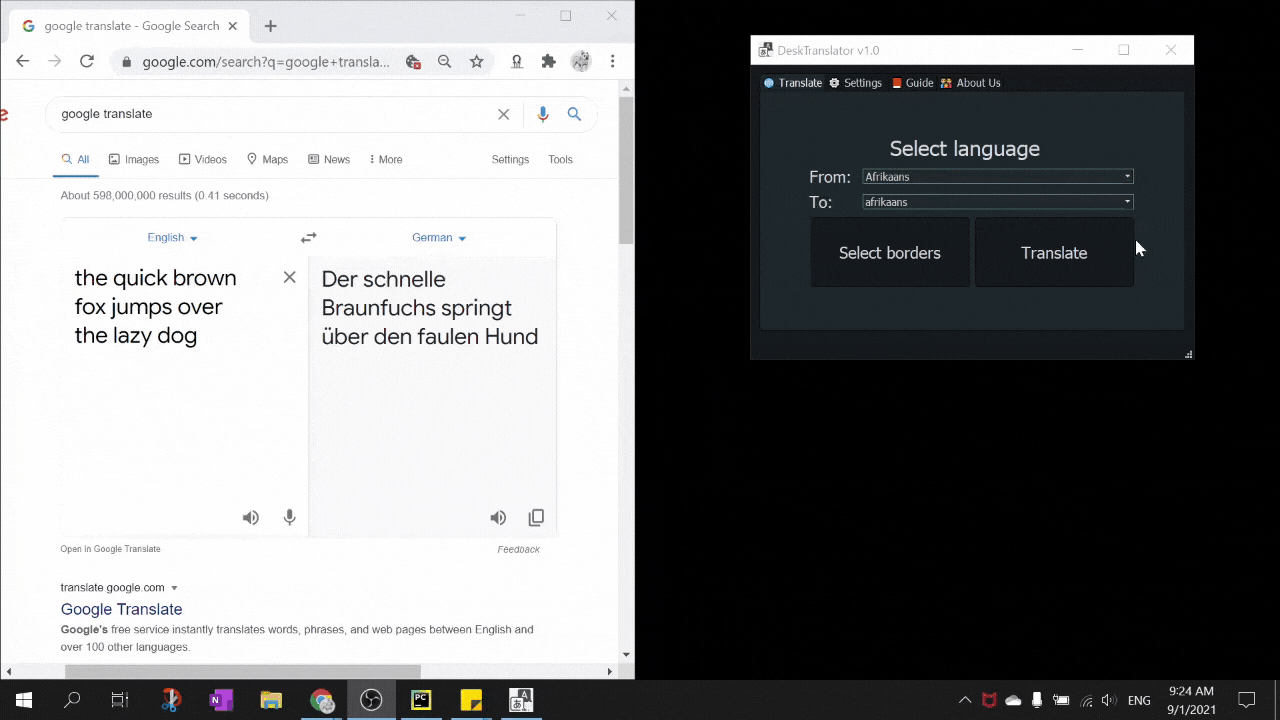 google translate - Google Search
google.com/search?q=google+transla...
google translate
All
Images
Videos
Maps
News
More
Settings
Tools
About 598,000,000 results (0.41 seconds)
English
German
the quick brown
fox jumps over
the lazy dog
Der schnelle
Braunfuchs springt
über den faulen Hund
Open in Google Translate
Feedback
translate.google.com
Google Translate
Google's free service instantly translates words, phrases, and web pages between English and
over 100 other languages.
DeskTranslator v1.0
Translate
Settings
Guide
About Us
Select language
From:
Afrikaans
To:
afrikaans
Select borders
Translate
N
PC
A
ENG
9:24 AM
9/1/2021